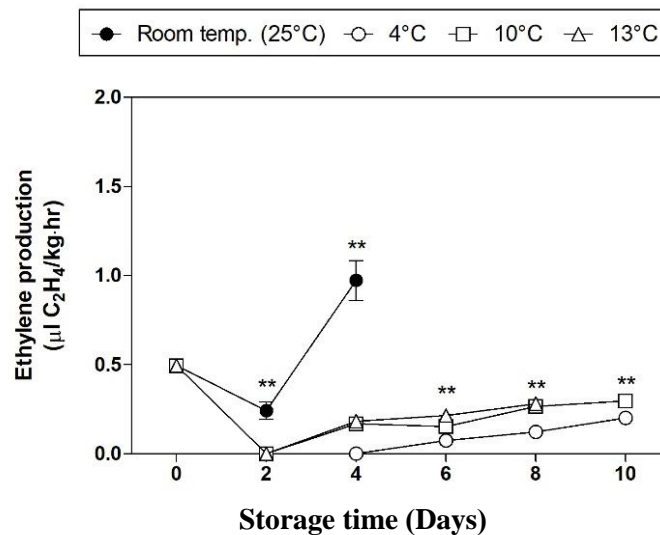 Room temp. (25°C) 4°C 10°C 13°C
2.0
1.5
1.0
0.5
0.0
Ethylene production
(μl C₂H₄/kg·hr)
**
**
** ** **
0 2 4 6 8 10
Storage time (Days)